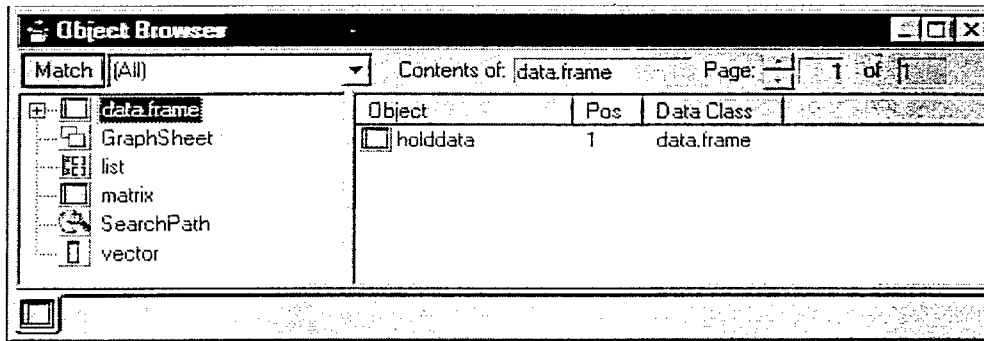 Object Browser
Match (All) Contents of: data.frame Page: 1 of 1
data.frame
GraphSheet
list
matrix
SearchPath
vector
Object Pos Data Class
holddata 1 data.frame